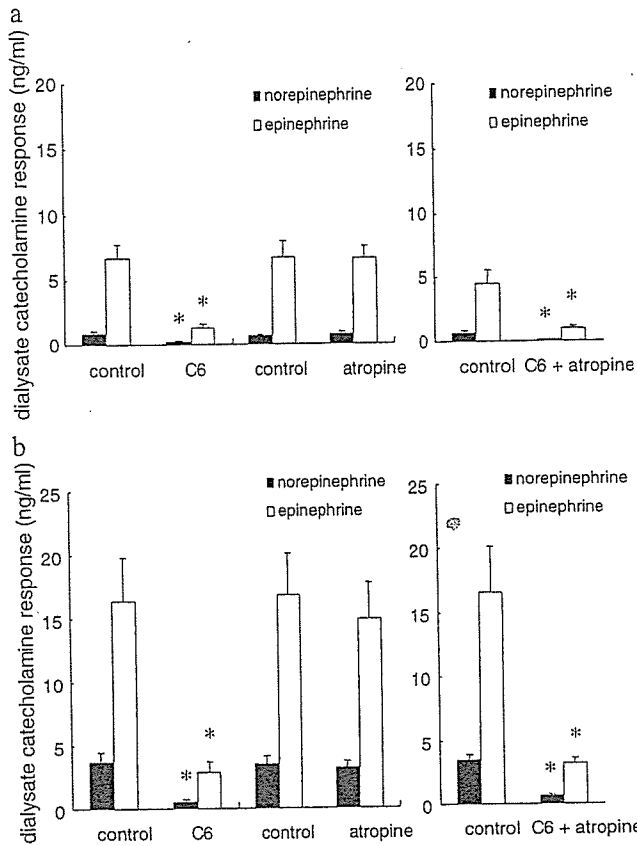 a
dialysate catecholamine response (ng/ml)
20
15
10
5
0
■ norepinephrine
□ epinephrine
*
*
control
C6
control
atropine
20
15
10
5
0
■ norepinephrine
□ epinephrine
*
*
control
C6 + atropine
b
dialysate catecholamine response (ng/ml)
25
20
15
10
5
0
■ norepinephrine
□ epinephrine
*
*
control
C6
control
atropine
25
20
15
10
5
0
■ norepinephrine
□ epinephrine
*
*
control
C6 + atropine